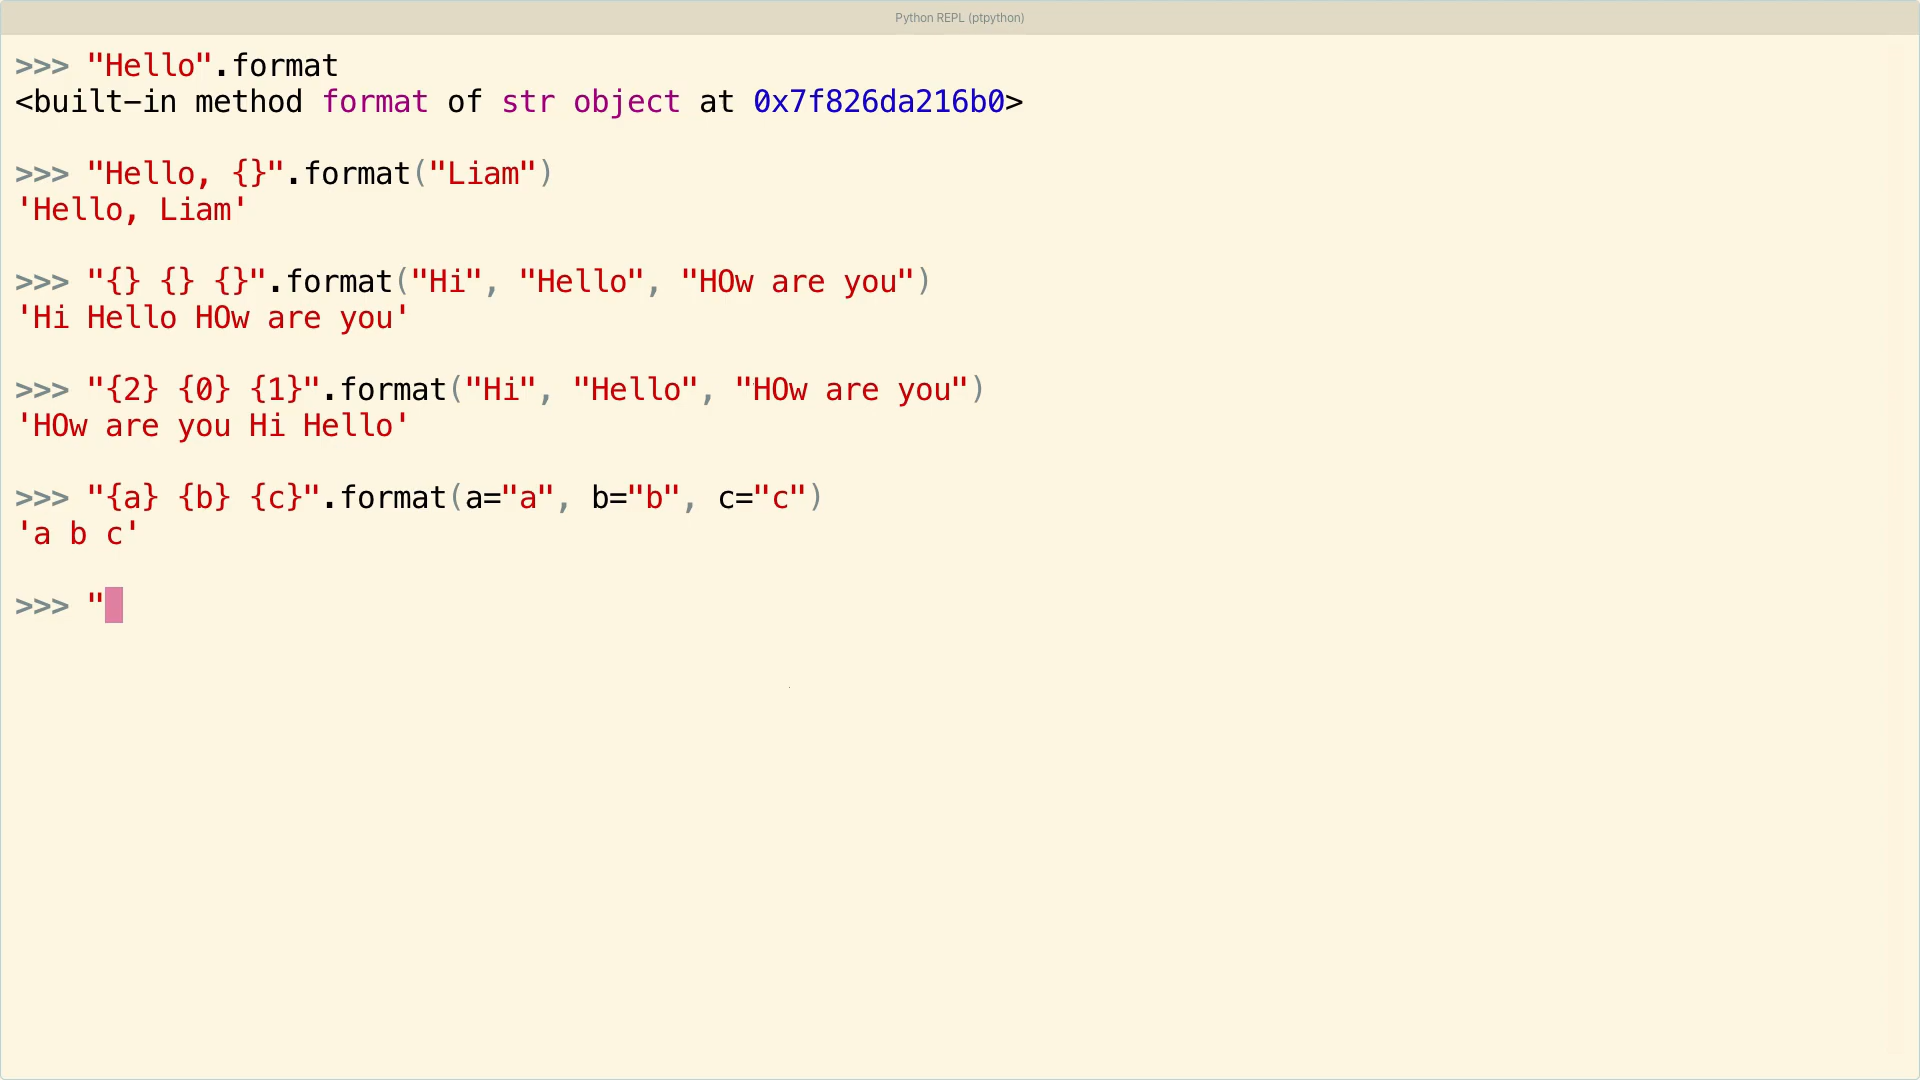 Python REPL (ptpython)
>>> "Hello".format
<built-in method format of str object at 0x7f826da216b0>
>>> "Hello, {}".format("Liam")
'Hello, Liam'
>>> "{} {} {}".format("Hi", "Hello", "HOw are you")
'Hi Hello HOw are you'
>>> "{2} {0} {1}".format("Hi", "Hello", "HOw are you")
'HOw are you Hi Hello'
>>> "{a} {b} {c}".format(a="a", b="b", c="c")
'a b c'
>>> "